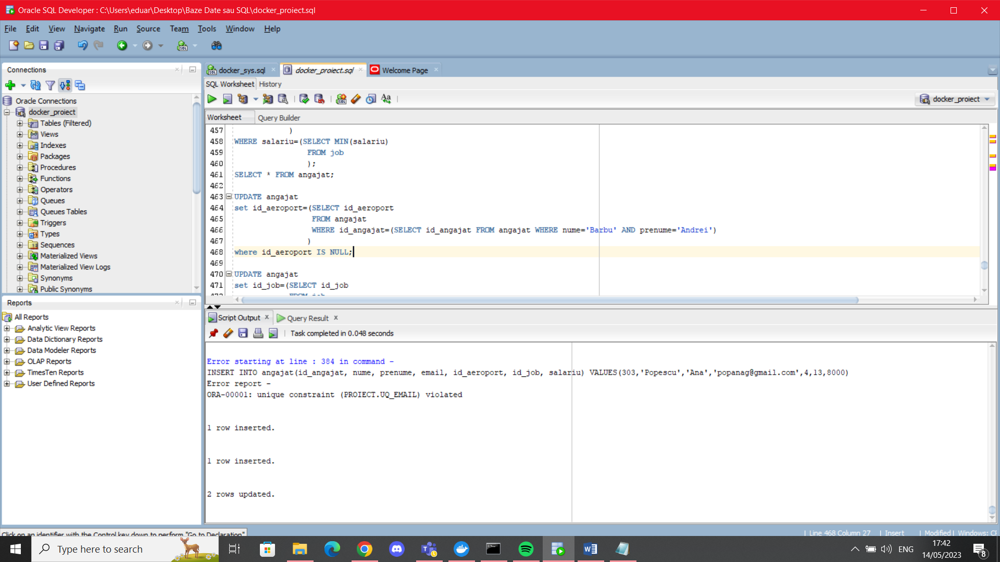 Oracle SQL Developer : C:\Users\eduar\Desktop\Baze Date sau SQL\docker_proiect.sql
File Edit View Navigate Run Source Team Tools Window Help
Connections
Oracle Connections
docker_proiect
Tables (Filtered)
Views
Indexes
Packages
Procedures
Functions
Operators
Queues
Queues Tables
Triggers
Types
Sequences
Materialized Views
Materialized View Logs
Synonyms
Public Synonyms
Reports
All Reports
Analytic View Reports
Data Dictionary Reports
Data Modeler Reports
OLAP Reports
TimesTen Reports
User Defined Reports
docker_sys.sql docker_proiect.sql Welcome Page
SQL Worksheet History
docker_proiect
Worksheet Query Builder
457 )
458 WHERE salariu=(SELECT MIN(salariu)
459 FROM job
460 );
461 SELECT * FROM angajat;
462
463 UPDATE angajat
464 set id_aeroport=(SELECT id_aeroport
465 FROM angajat
466 WHERE id_angajat=(SELECT id_angajat FROM angajat WHERE nume='Barbu' AND prenume='Andrei')
467 )
468 where id_aeroport IS NULL;
469
470 UPDATE angajat
471 set id_job=(SELECT id_job
Script Output Query Result
Task completed in 0.048 seconds
Error starting at line : 384 in command -
INSERT INTO angajat(id_angajat, nume, prenume, email, id_aeroport, id_job, salariu) VALUES(303,'Popescu','Ana','popanag@gmail.com',4,13,8000)
Error report -
ORA-00001: unique constraint (PROIECT.UQ_EMAIL) violated
1 row inserted.
1 row inserted.
2 rows updated.
Click on an identifier with the Control key down to perform "Go to Declaration"
Line 468 Column 27 Insert Modified Windows:
Type here to search
ENG
17:42
14/05/2023
8